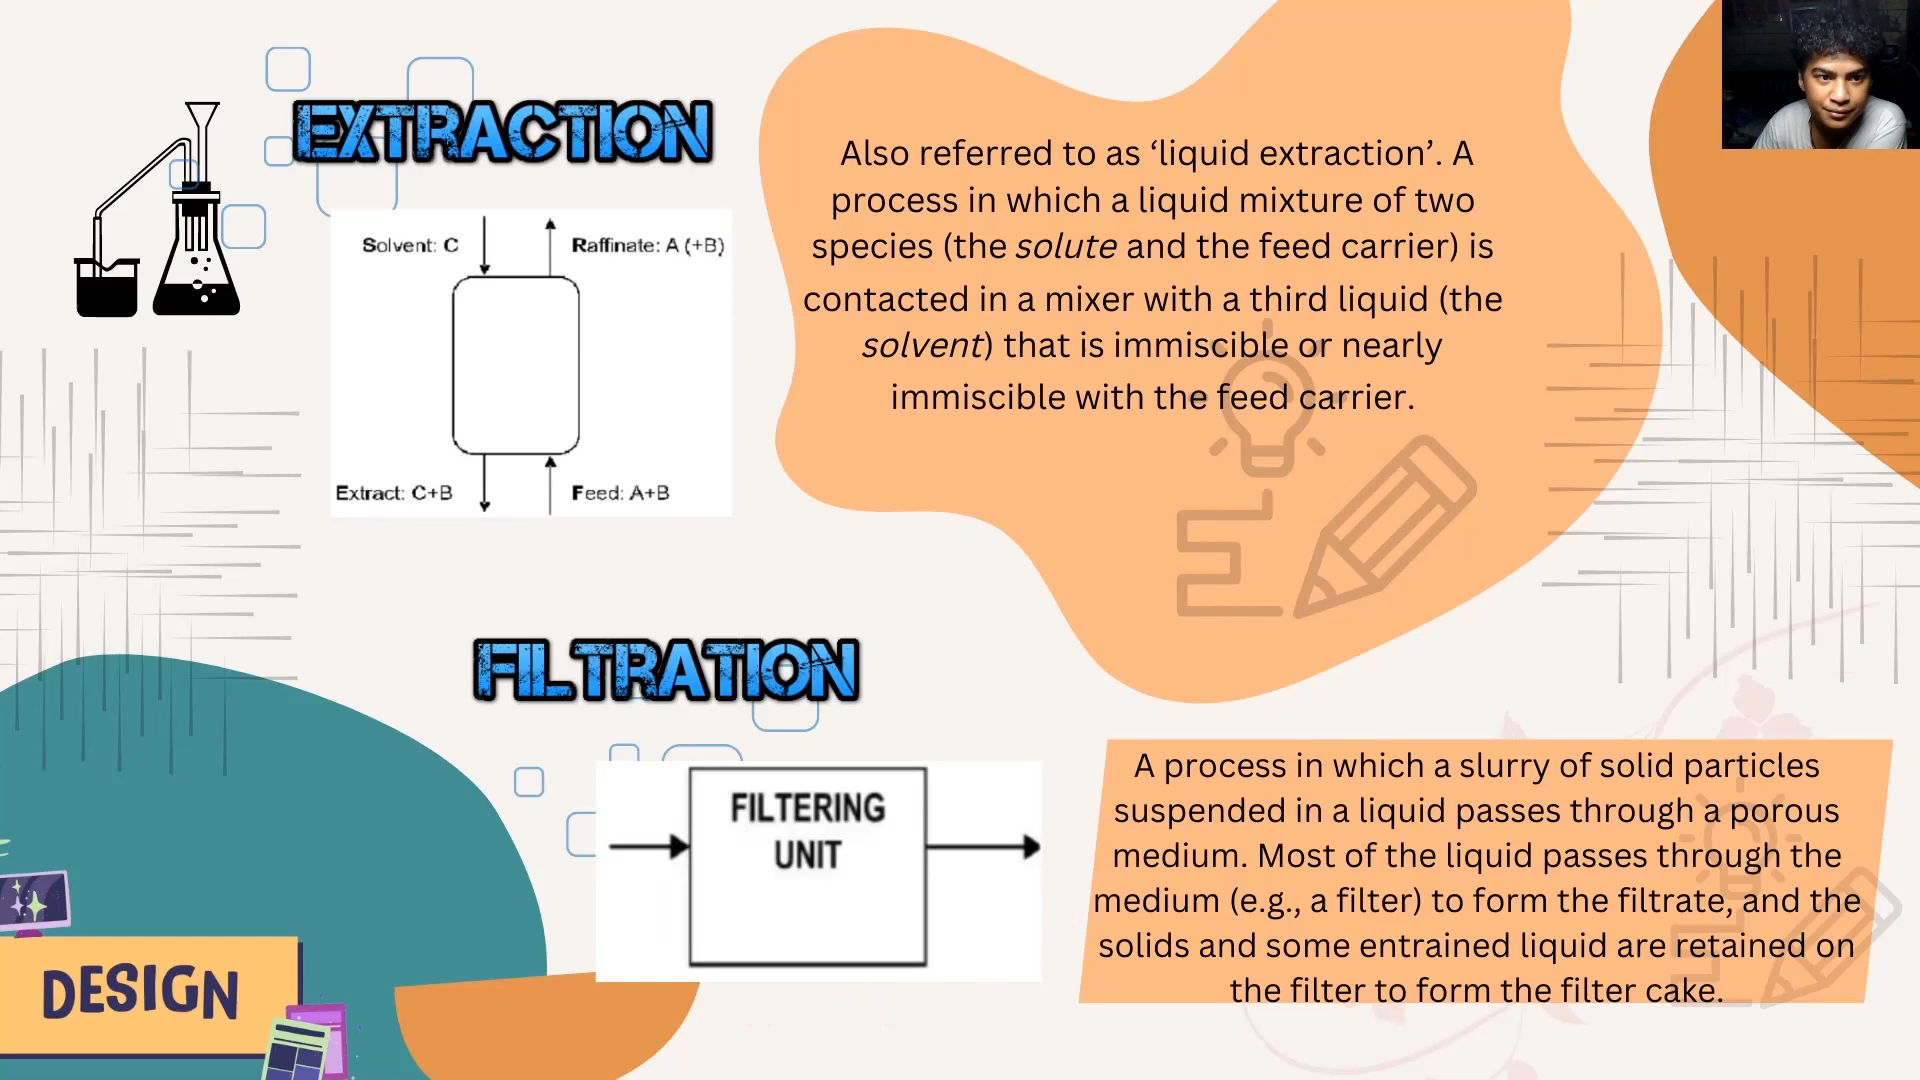 EXTRACTION
Solvent: C
Raffinate: A (+B)
Extract: C+B
Feed: A+B
Also referred to as ‘liquid extraction’. A
process in which a liquid mixture of two
species (the solute and the feed carrier) is
contacted in a mixer with a third liquid (the
solvent) that is immiscible or nearly
immiscible with the feed carrier.
FILTRATION
FILTERING
UNIT
A process in which a slurry of solid particles
suspended in a liquid passes through a porous
medium. Most of the liquid passes through the
medium (e.g., a filter) to form the filtrate, and the
solids and some entrained liquid are retained on
the filter to form the filter cake.
DESIGN